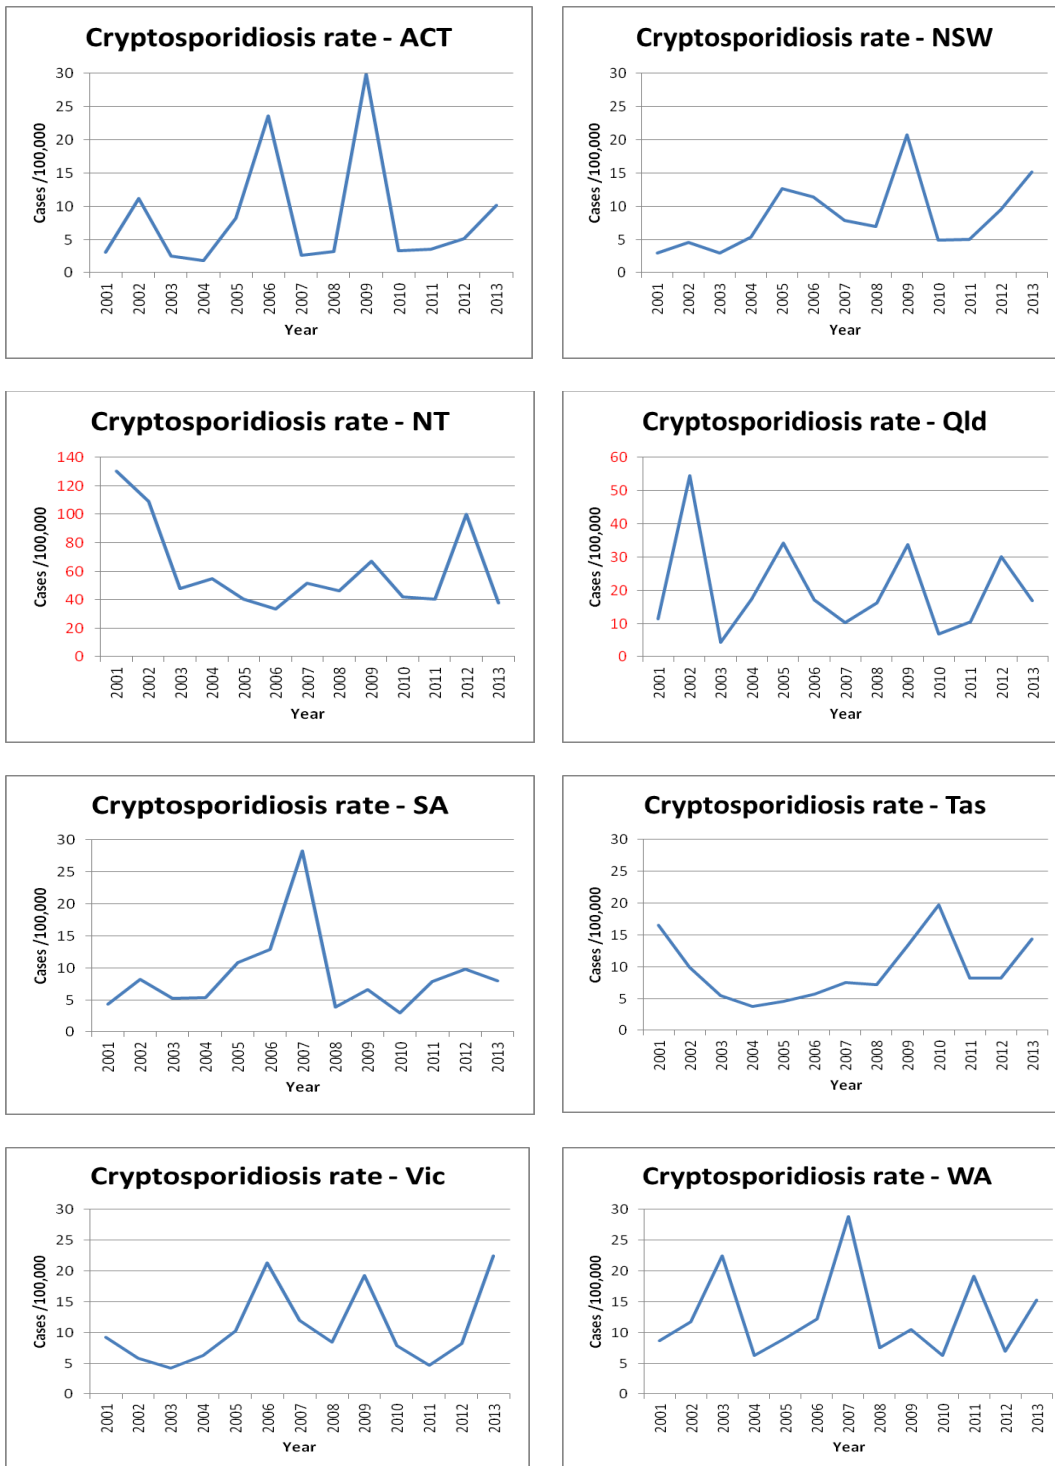 Cryptosporidiosis rate - ACT
30
25
20
15
10
5
0
Cases /100,000
2001 2002 2003 2004 2005 2006 2007 2008 2009 2010 2011 2012 2013
Year
Cryptosporidiosis rate - NSW
30
25
20
15
10
5
0
Cases /100,000
2001 2002 2003 2004 2005 2006 2007 2008 2009 2010 2011 2012 2013
Year
Cryptosporidiosis rate - NT
140
120
100
80
60
40
20
0
Cases /100,000
2001 2002 2003 2004 2005 2006 2007 2008 2009 2010 2011 2012 2013
Year
Cryptosporidiosis rate - Qld
60
50
40
30
20
10
0
Cases /100,000
2001 2002 2003 2004 2005 2006 2007 2008 2009 2010 2011 2012 2013
Year
Cryptosporidiosis rate - SA
30
25
20
15
10
5
0
Cases /100,000
2001 2002 2003 2004 2005 2006 2007 2008 2009 2010 2011 2012 2013
Year
Cryptosporidiosis rate - Tas
30
25
20
15
10
5
0
Cases /100,000
2001 2002 2003 2004 2005 2006 2007 2008 2009 2010 2011 2012 2013
Year
Cryptosporidiosis rate - Vic
30
25
20
15
10
5
0
Cases /100,000
2001 2002 2003 2004 2005 2006 2007 2008 2009 2010 2011 2012 2013
Year
Cryptosporidiosis rate - WA
30
25
20
15
10
5
0
Cases /100,000
2001 2002 2003 2004 2005 2006 2007 2008 2009 2010 2011 2012 2013
Year